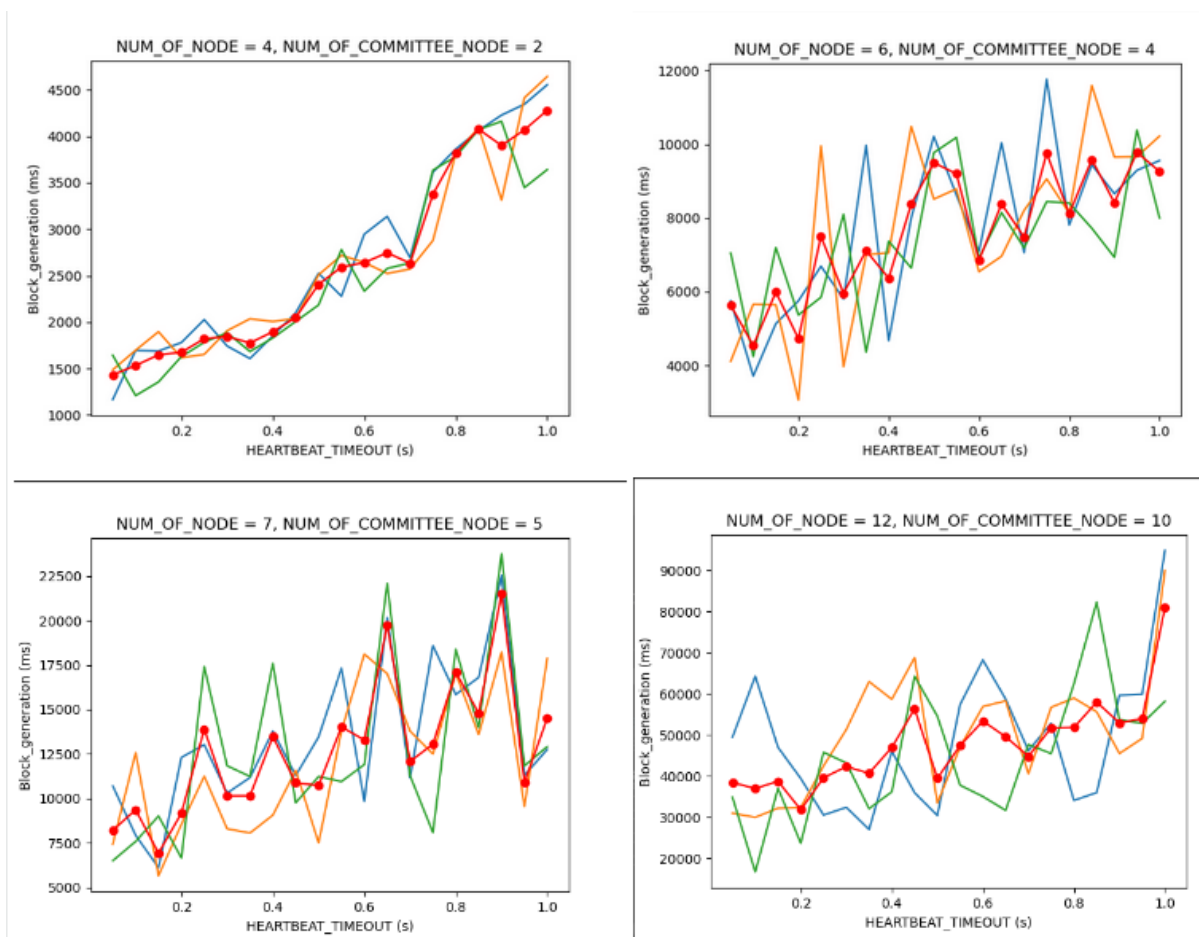 NUM_OF_NODE = 4, NUM_OF_COMMITTEE_NODE = 2
4500
4000
3500
3000
2500
2000
1500
1000
Block_generation (ms)
0.2 0.4 0.6 0.8 1.0
HEARTBEAT_TIMEOUT (s)
NUM_OF_NODE = 6, NUM_OF_COMMITTEE_NODE = 4
12000
10000
8000
6000
4000
Block_generation (ms)
0.2 0.4 0.6 0.8 1.0
HEARTBEAT_TIMEOUT (s)
NUM_OF_NODE = 7, NUM_OF_COMMITTEE_NODE = 5
22500
20000
17500
15000
12500
10000
7500
5000
Block_generation (ms)
0.2 0.4 0.6 0.8 1.0
HEARTBEAT_TIMEOUT (s)
NUM_OF_NODE = 12, NUM_OF_COMMITTEE_NODE = 10
90000
80000
70000
60000
50000
40000
30000
20000
Block_generation (ms)
0.2 0.4 0.6 0.8 1.0
HEARTBEAT_TIMEOUT (s)